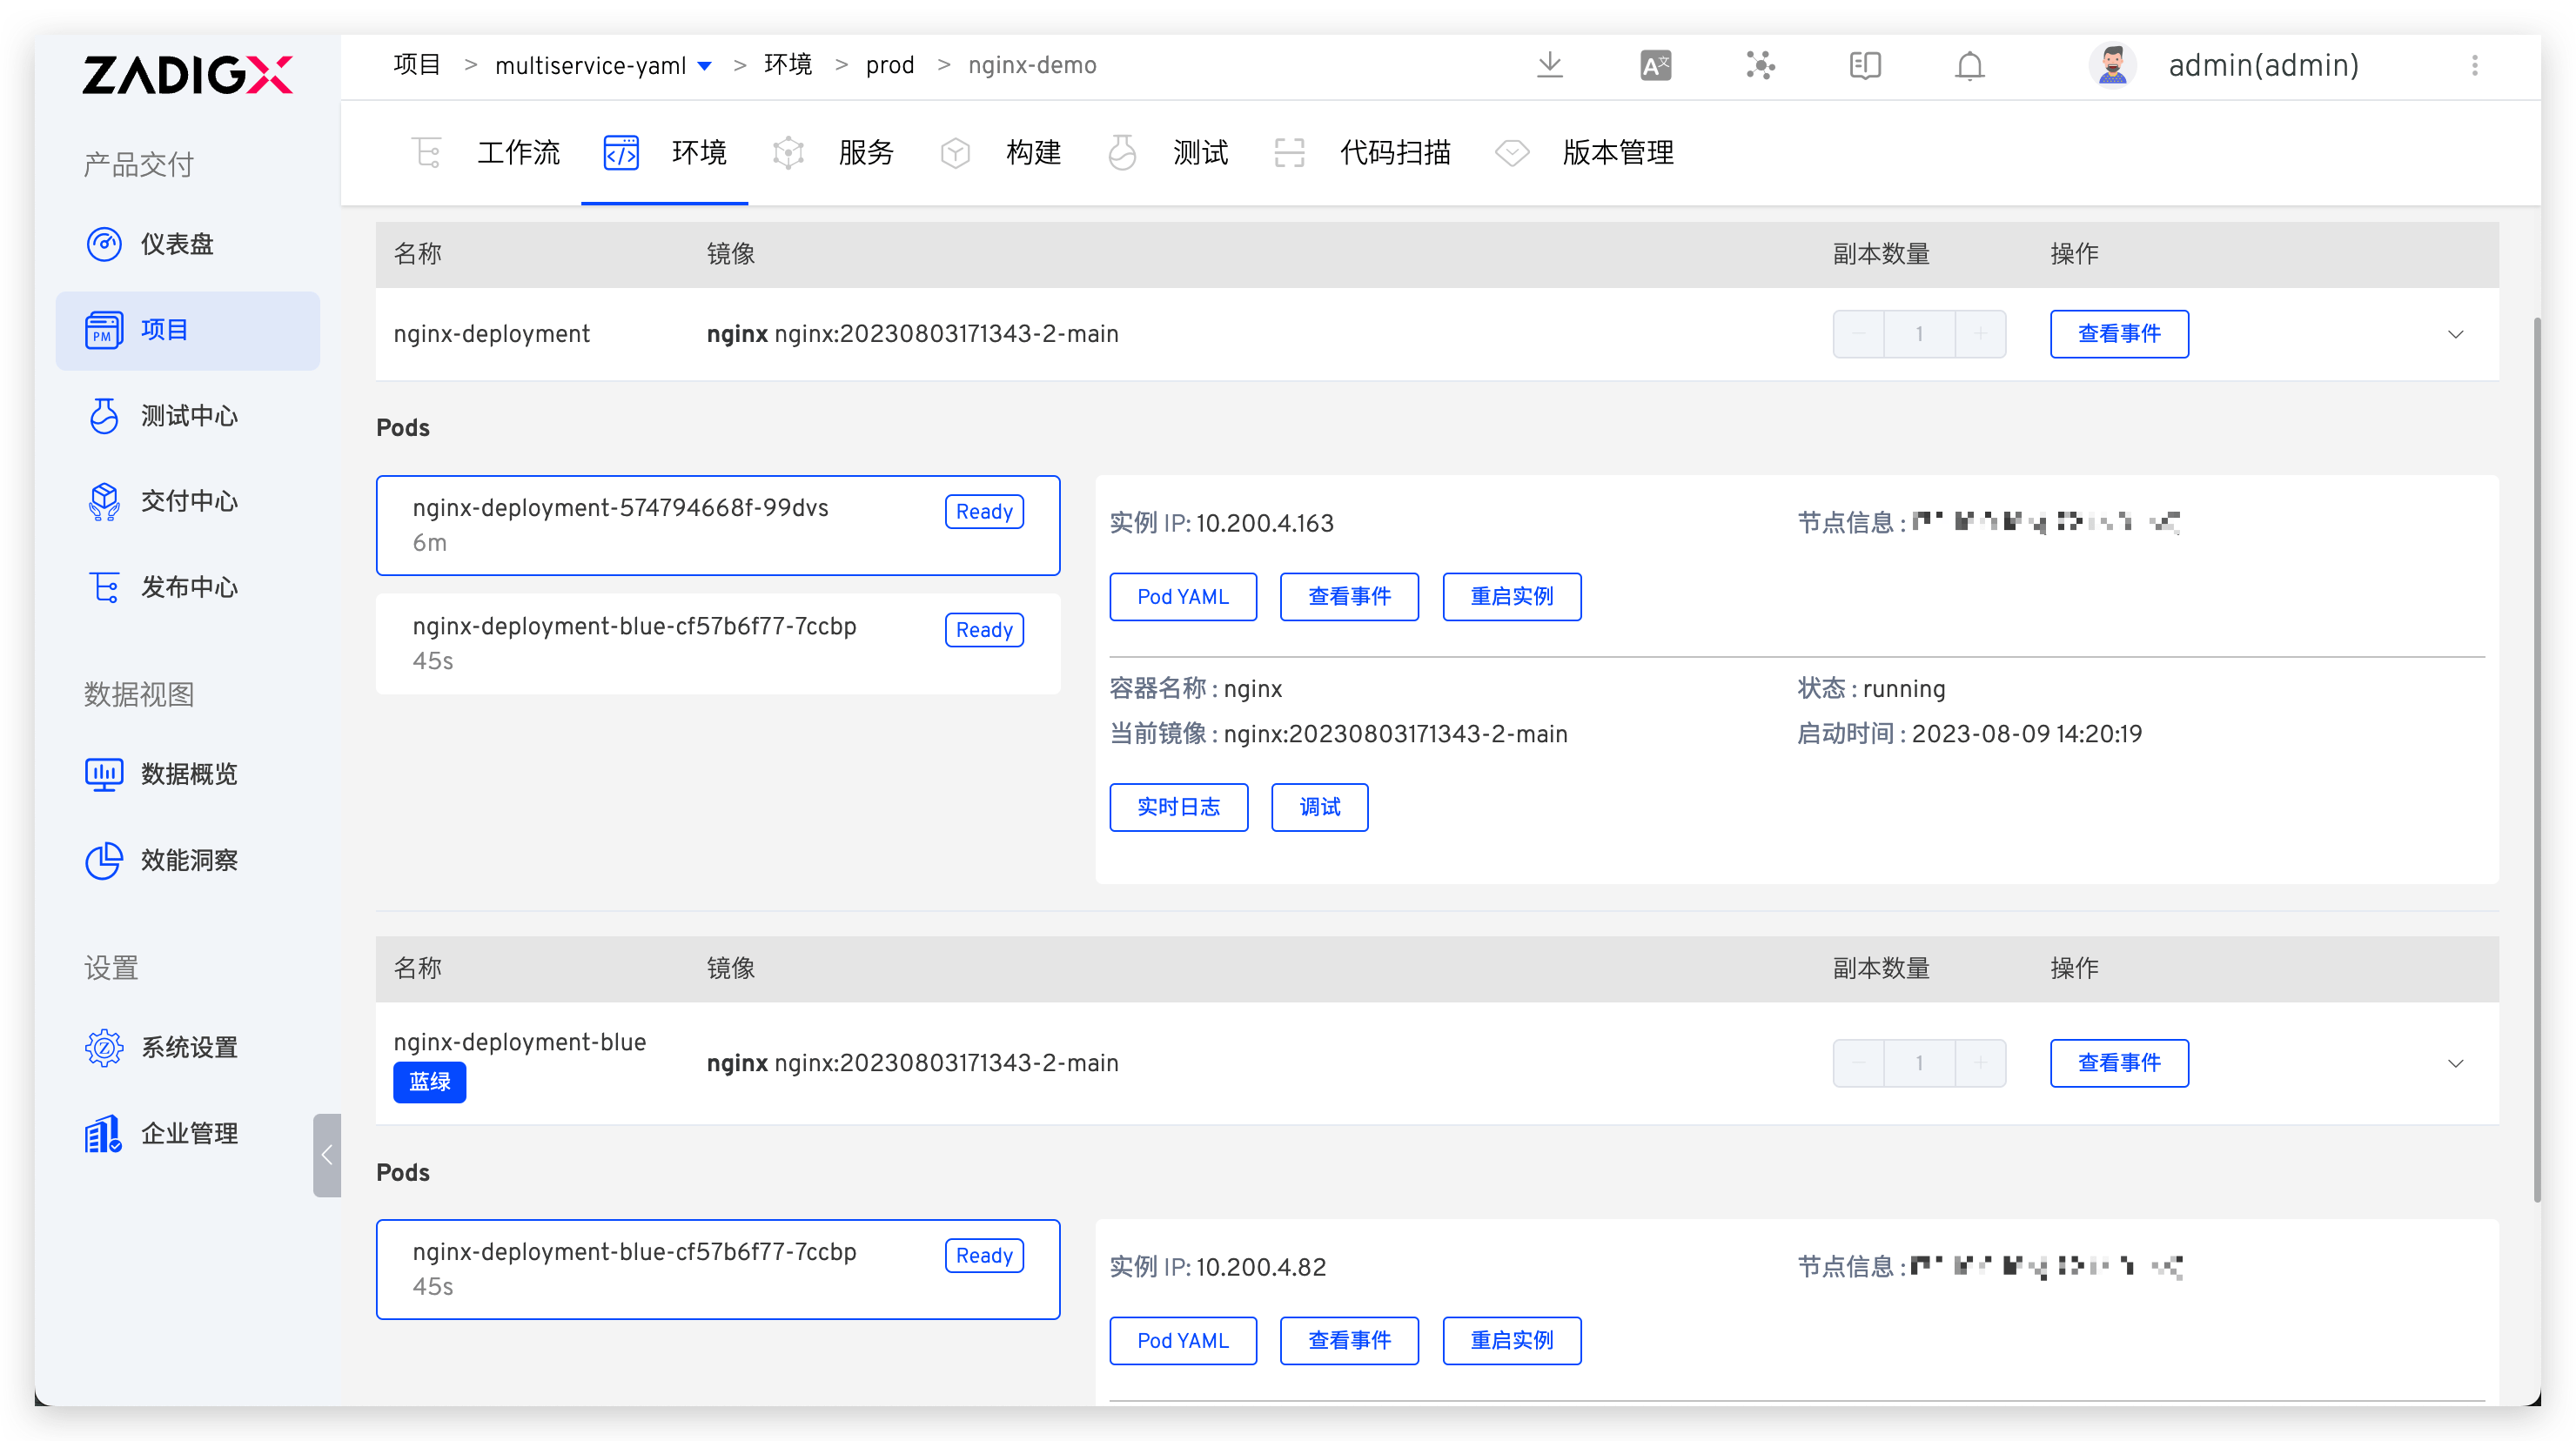 ZADIGX
项目 > multiservice-yaml > 环境 > prod > nginx-demo
admin(admin)
产品交付
仪表盘
PM
项目
测试中心
交付中心
发布中心
数据视图
数据概览
效能洞察
设置
系统设置
企业管理
工作流 环境 服务 构建 测试 代码扫描 版本管理
名称 镜像 副本数量 操作
nginx-deployment nginx nginx:20230803171343-2-main 1 查看事件
Pods
nginx-deployment-574794668f-99dvs Ready
6m
nginx-deployment-blue-cf57b6f77-7ccbp Ready
45s
实例 IP: 10.200.4.163 节点信息 :
Pod YAML 查看事件 重启实例
容器名称 : nginx 状态 : running
当前镜像 : nginx:20230803171343-2-main 启动时间 : 2023-08-09 14:20:19
实时日志 调试
名称 镜像 副本数量 操作
nginx-deployment-blue
蓝绿
nginx nginx:20230803171343-2-main 1 查看事件
Pods
nginx-deployment-blue-cf57b6f77-7ccbp Ready
45s
实例 IP: 10.200.4.82 节点信息 :
Pod YAML 查看事件 重启实例